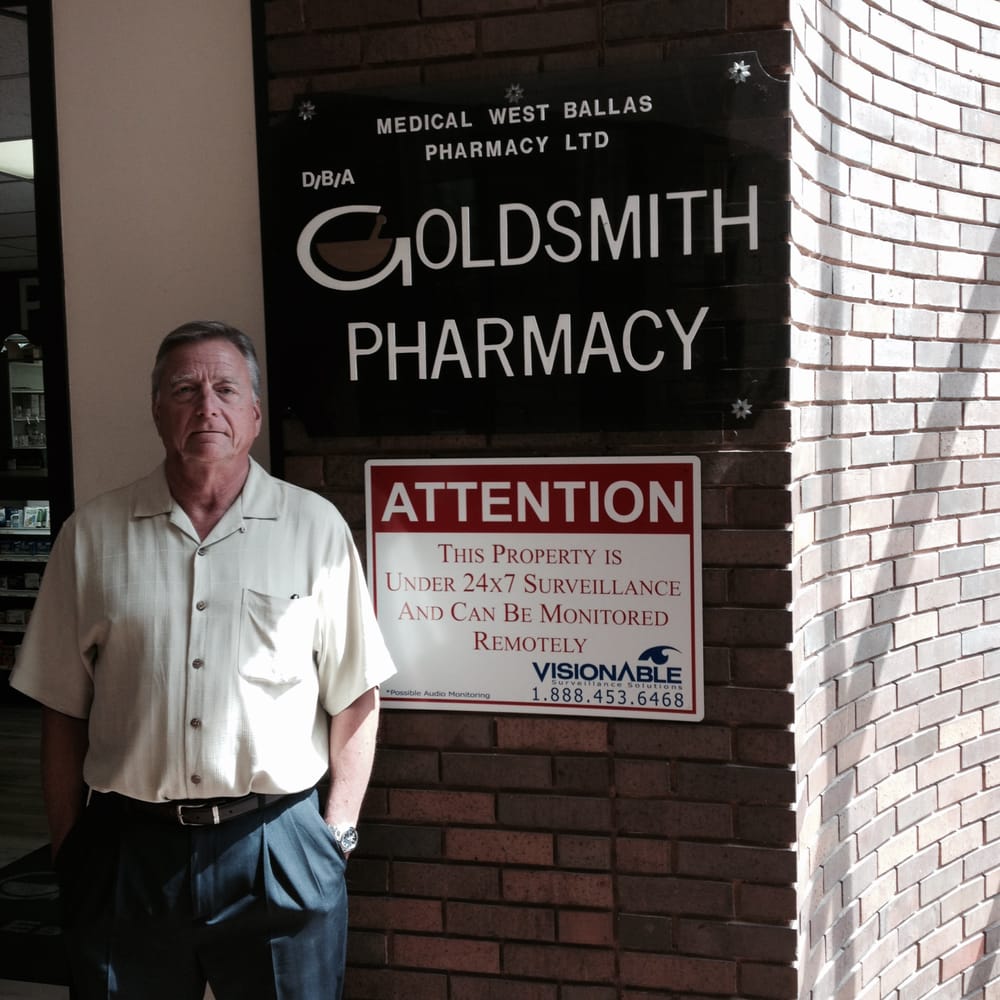 MEDICAL WEST BALLAS
PHARMACY LTD
D/B/A
GOLDSMITH
PHARMACY
ATTENTION
THIS PROPERTY IS
UNDER 24X7 SURVEILLANCE
AND CAN BE MONITORED
REMOTELY
VISIONABLE
Surveillance Solutions
*Possible Audio Monitoring
1.888.453.6468
P